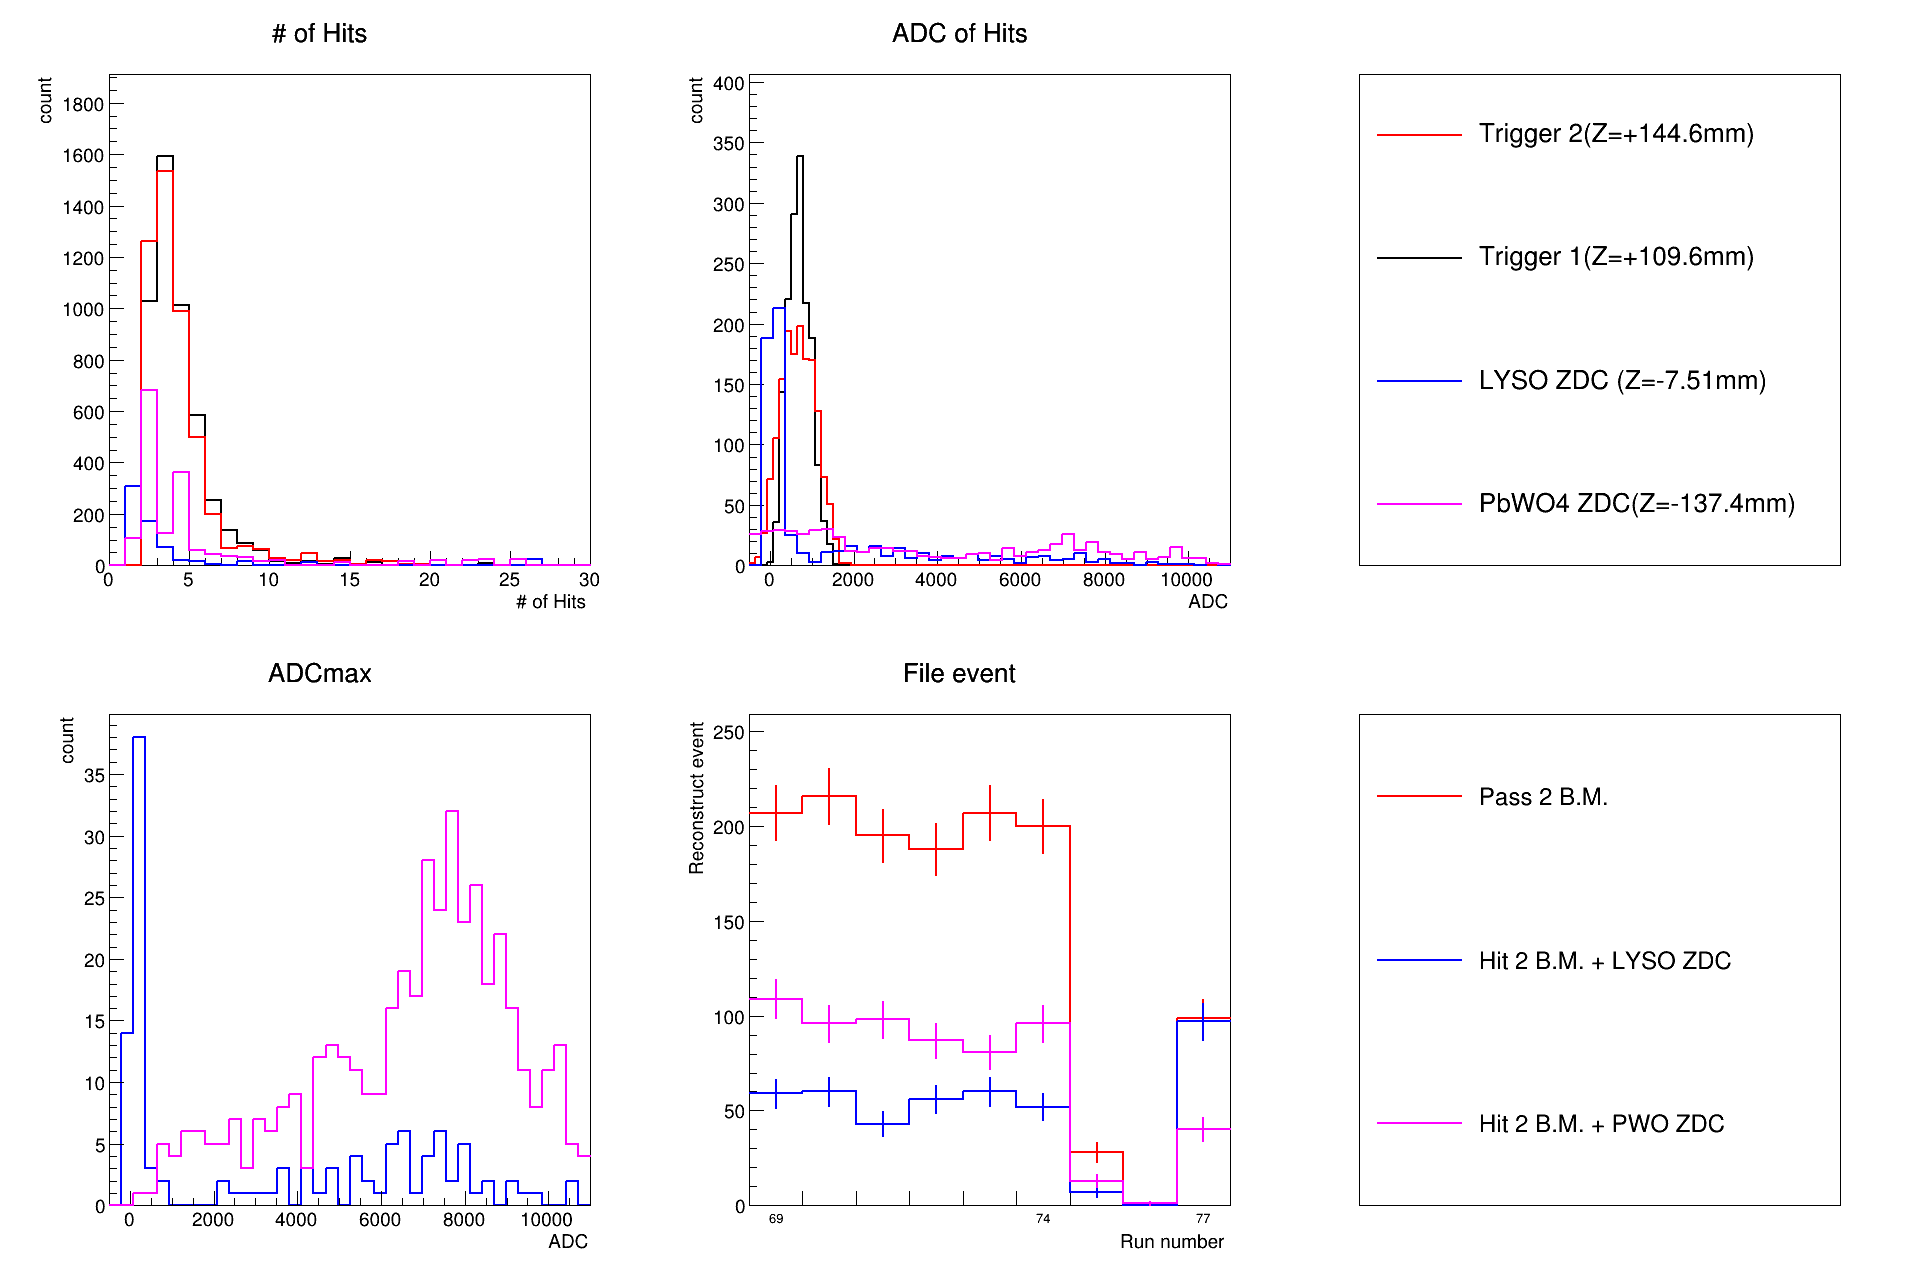 # of Hits
count
1800
1600
1400
1200
1000
800
600
400
200
0
0 5 10 15 20 25 30
# of Hits
ADC of Hits
count
400
350
300
250
200
150
100
50
0
0 2000 4000 6000 8000 10000
ADC
Trigger 2(Z=+144.6mm)
Trigger 1(Z=+109.6mm)
LYSO ZDC (Z=-7.51mm)
PbWO4 ZDC(Z=-137.4mm)
ADCmax
count
35
30
25
20
15
10
5
0
0 2000 4000 6000 8000 10000
ADC
File event
Reconstruct event
250
200
150
100
50
0
69 74 77
Run number
Pass 2 B.M.
Hit 2 B.M. + LYSO ZDC
Hit 2 B.M. + PWO ZDC